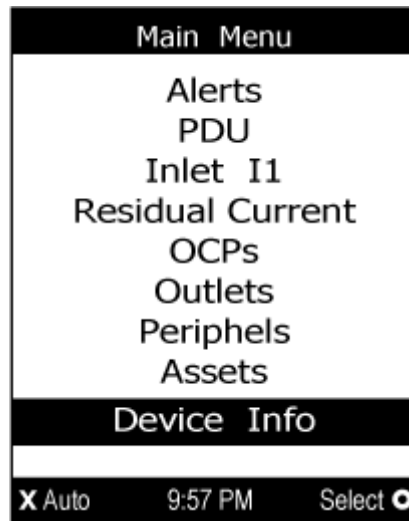 Main Menu
Alerts
PDU
Inlet I1
Residual Current
OCPs
Outlets
Periphels
Assets
Device Info
X Auto 9:57 PM Select O